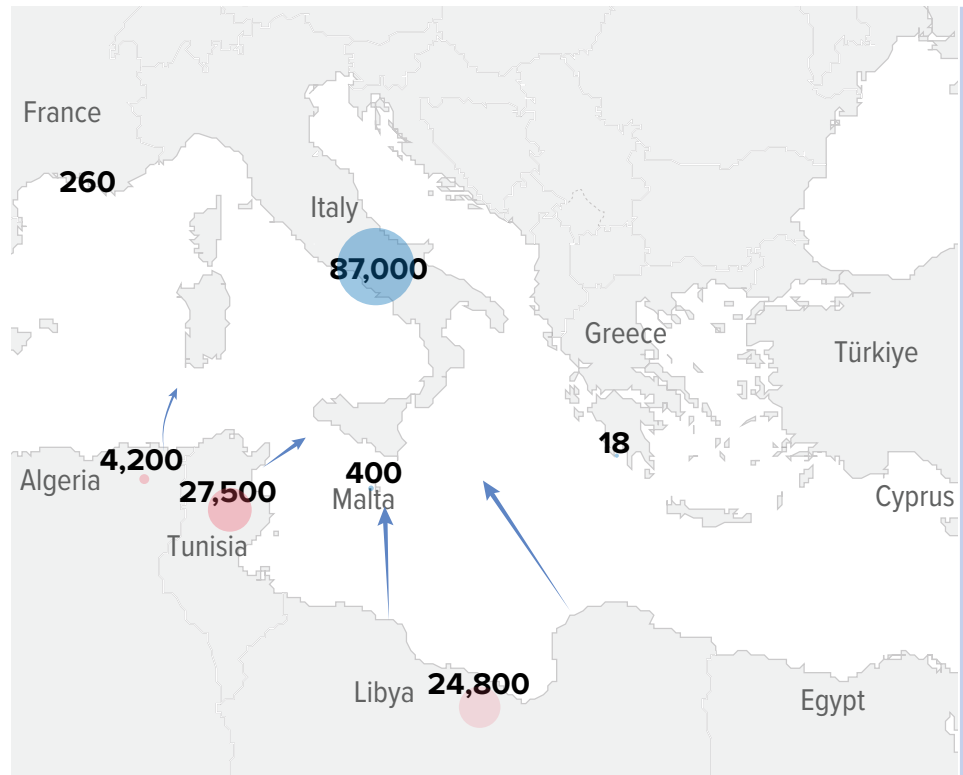 France
260
Italy
87,000
Greece
Türkiye
18
4,200
Algeria
400
27,500
Malta
Cyprus
Tunisia
Libya
24,800
Egypt